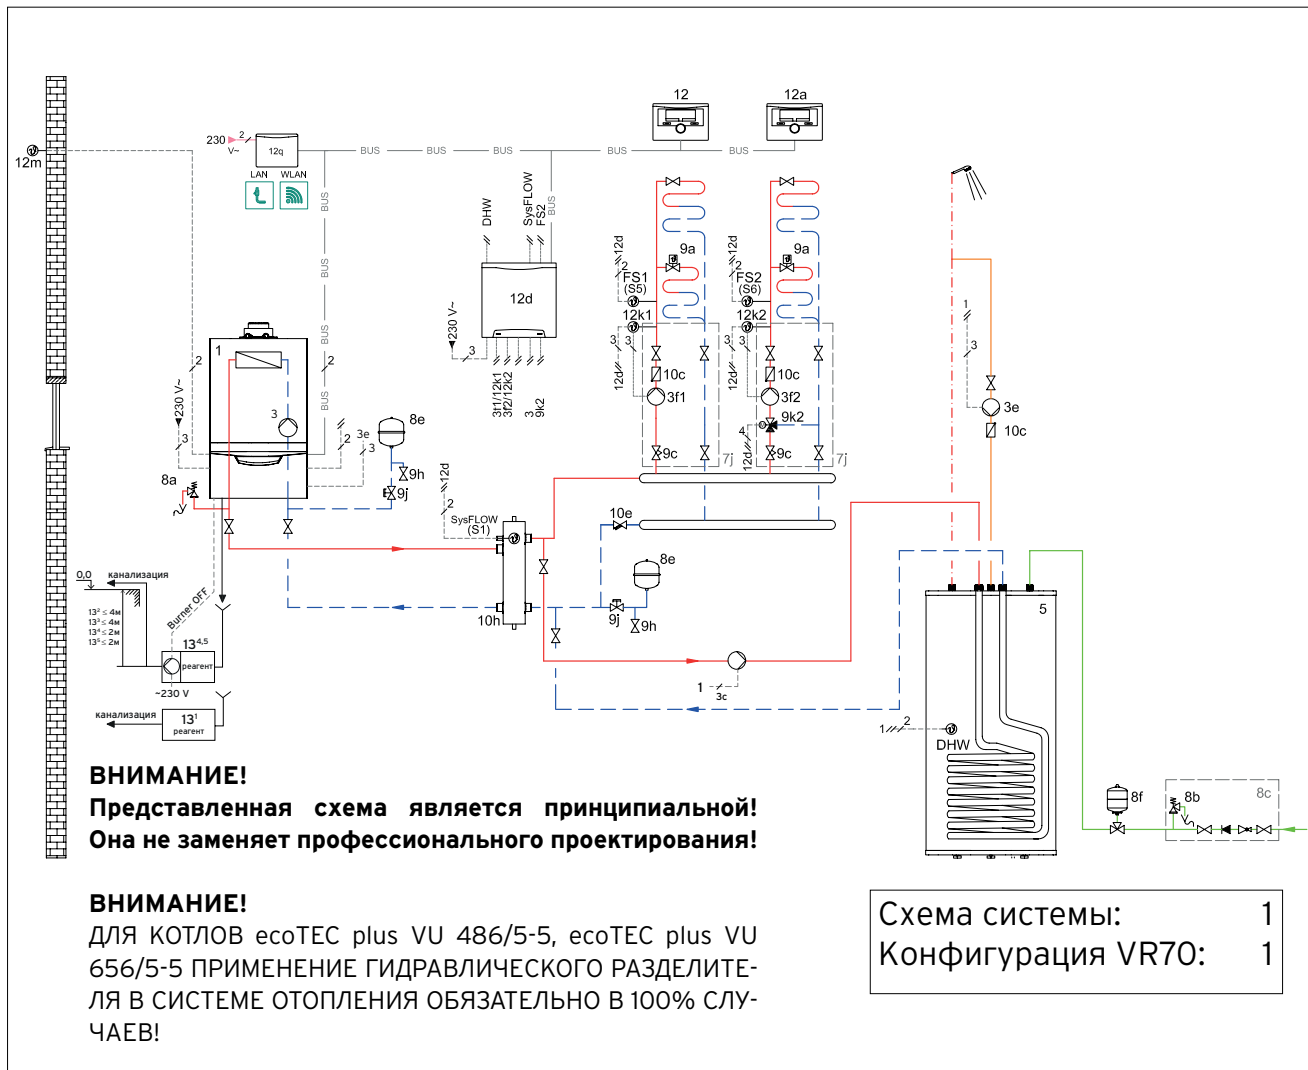 12
12a
230
V~
2
12q
BUS
BUS
BUS
BUS
BUS
12m
LAN
WLAN
BUS
DHW
SysFLOW
FS2
BUS
12d
2
9a
12d
2
9a
FS1
(S5)
FS2
(S6)
12d
12k1
12k2
230 V~
3
3
3
3
3
1
3
1
2
2
BUS
12d
10c
12d
10c
3f1/12k1
3f2/12k2
3
9k2
3f1
3f2
3e
10c
230 V~
3
3
8e
9k2
4
2
3e
3
12d
9c
7j
9c
7j
9h
9j
8a
12d
2
SysFLOW
(S1)
10e
8e
0,0
канализация
Burner OFF
13² ≤ 4м
13³ ≤ 4м
13⁴ ≤ 2м
13⁵ ≤ 2м
10h
9j
9h
5
13⁴,⁵
реагент
~230 V
1
3c
канализация
13¹
реагент
1
2
DHW
8f
8b
8c
ВНИМАНИЕ!
Представленная схема является принципиальной!
Она не заменяет профессионального проектирования!
ВНИМАНИЕ!
ДЛЯ КОТЛОВ ecoTEC plus VU 486/5-5, ecoTEC plus VU
656/5-5 ПРИМЕНЕНИЕ ГИДРАВЛИЧЕСКОГО РАЗДЕЛИТЕ-
ЛЯ В СИСТЕМЕ ОТОПЛЕНИЯ ОБЯЗАТЕЛЬНО В 100% СЛУ-
ЧАЕВ!
Схема системы: 1
Конфигурация VR70: 1